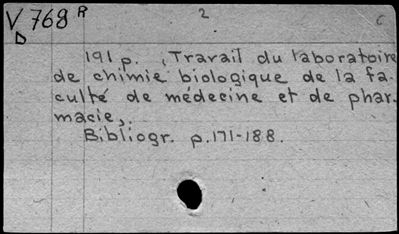 V 768 R 2 C
D
191 p. , Travail du laboratoire
de chimie biologique de la fa-
culté de médecine et de phar-
macie,.
Bibliogr. p.171-188.